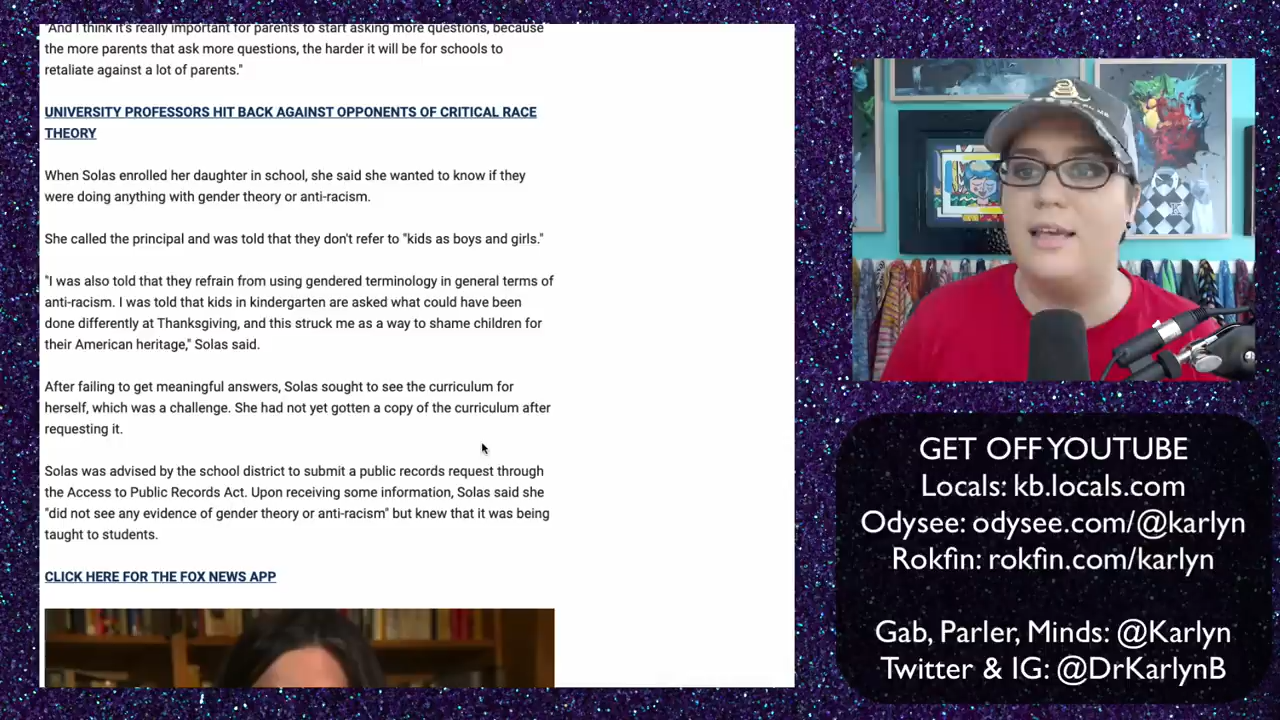 "And I think it's really important for parents to start asking more questions, because
the more parents that ask more questions, the harder it will be for schools to
retaliate against a lot of parents."
UNIVERSITY PROFESSORS HIT BACK AGAINST OPPONENTS OF CRITICAL RACE
THEORY
When Solas enrolled her daughter in school, she said she wanted to know if they
were doing anything with gender theory or anti-racism.
She called the principal and was told that they don't refer to "kids as boys and girls."
"I was also told that they refrain from using gendered terminology in general terms of
anti-racism. I was told that kids in kindergarten are asked what could have been
done differently at Thanksgiving, and this struck me as a way to shame children for
their American heritage," Solas said.
After failing to get meaningful answers, Solas sought to see the curriculum for
herself, which was a challenge. She had not yet gotten a copy of the curriculum after
requesting it.
Solas was advised by the school district to submit a public records request through
the Access to Public Records Act. Upon receiving some information, Solas said she
"did not see any evidence of gender theory or anti-racism" but knew that it was being
taught to students.
CLICK HERE FOR THE FOX NEWS APP
GET OFF YOUTUBE
Locals: kb.locals.com
Odysee: odysee.com/@karlyn
Rokfin: rokfin.com/karlyn
Gab, Parler, Minds: @Karlyn
Twitter & IG: @DrKarlynB